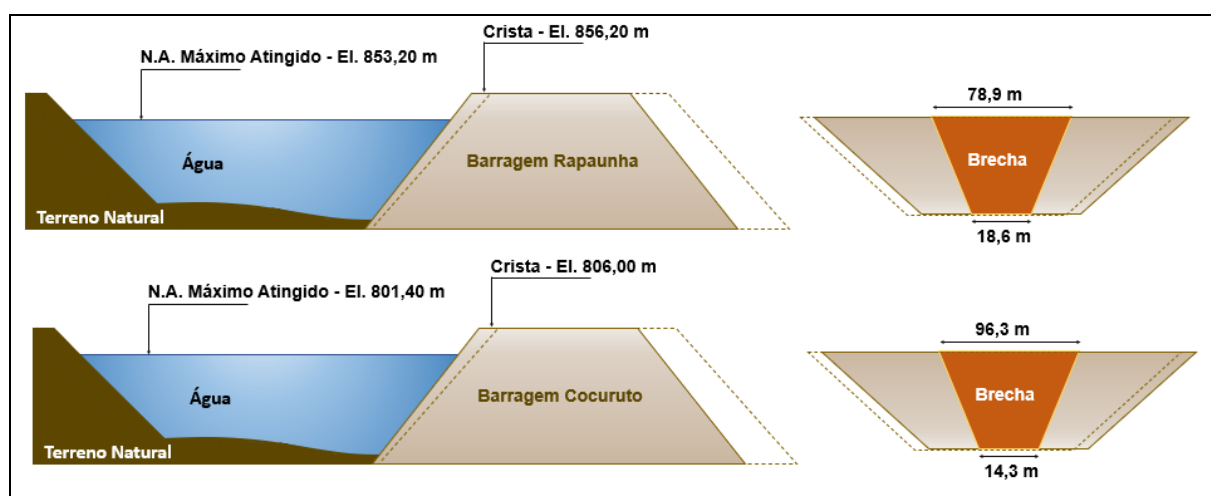 Crista - El. 856,20 m
N.A. Máximo Atingido - El. 853,20 m
78,9 m
Água
Barragem Rapaunha
Brecha
Terreno Natural
18,6 m
Crista - El. 806,00 m
N.A. Máximo Atingido - El. 801,40 m
96,3 m
Água
Barragem Cocuruto
Brecha
Terreno Natural
14,3 m